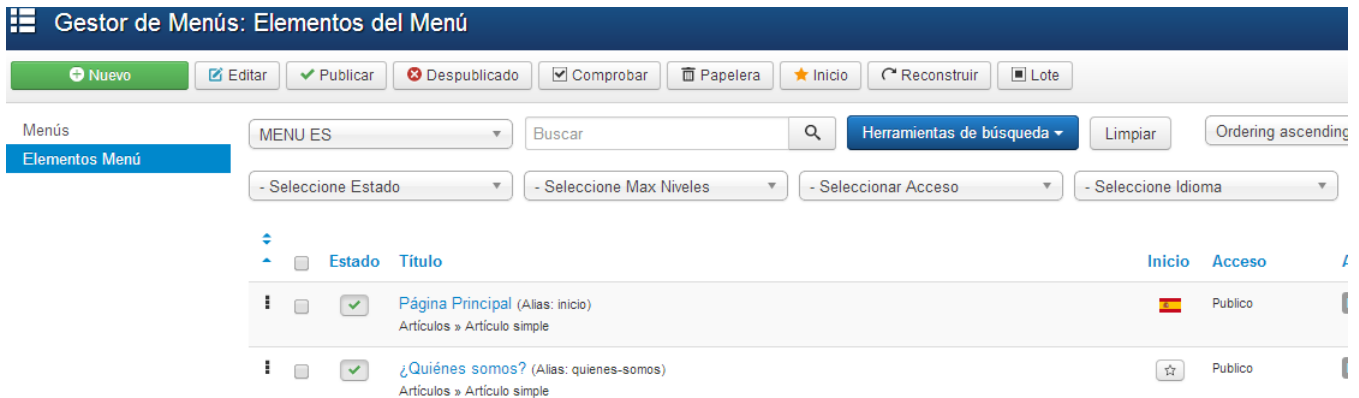 Gestor de Menús: Elementos del Menú
Nuevo Editar Publicar Despublicado Comprobar Papelera Inicio Reconstruir Lote
Menús
Elementos Menú
MENU ES Buscar Herramientas de búsqueda Limpiar Ordering ascending
- Seleccione Estado - Seleccione Max Niveles - Seleccionar Acceso - Seleccione Idioma
Estado Título Inicio Acceso
Página Principal (Alias: inicio) Publico
Artículos » Artículo simple
¿Quiénes somos? (Alias: quienes-somos) Publico
Artículos » Artículo simple